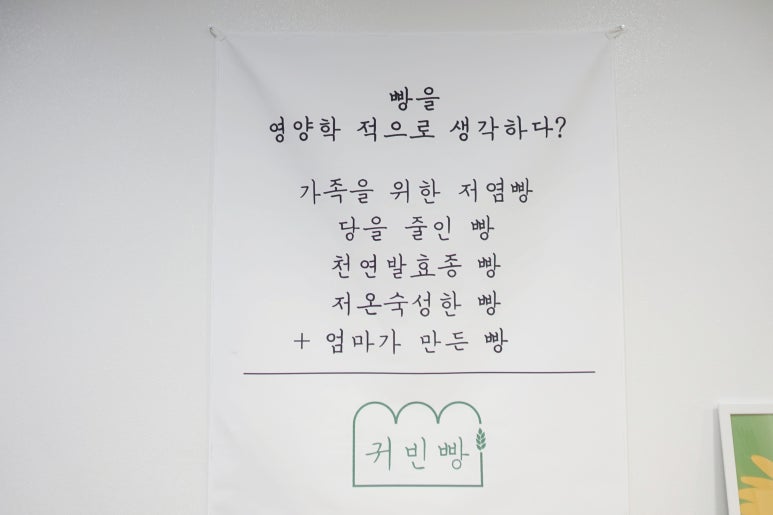 빵을
영양학 적으로 생각하다?
가족을 위한 저염빵
당을 줄인 빵
천연발효종 빵
저온숙성한 빵
+ 엄마가 만든 빵
귀빈빵